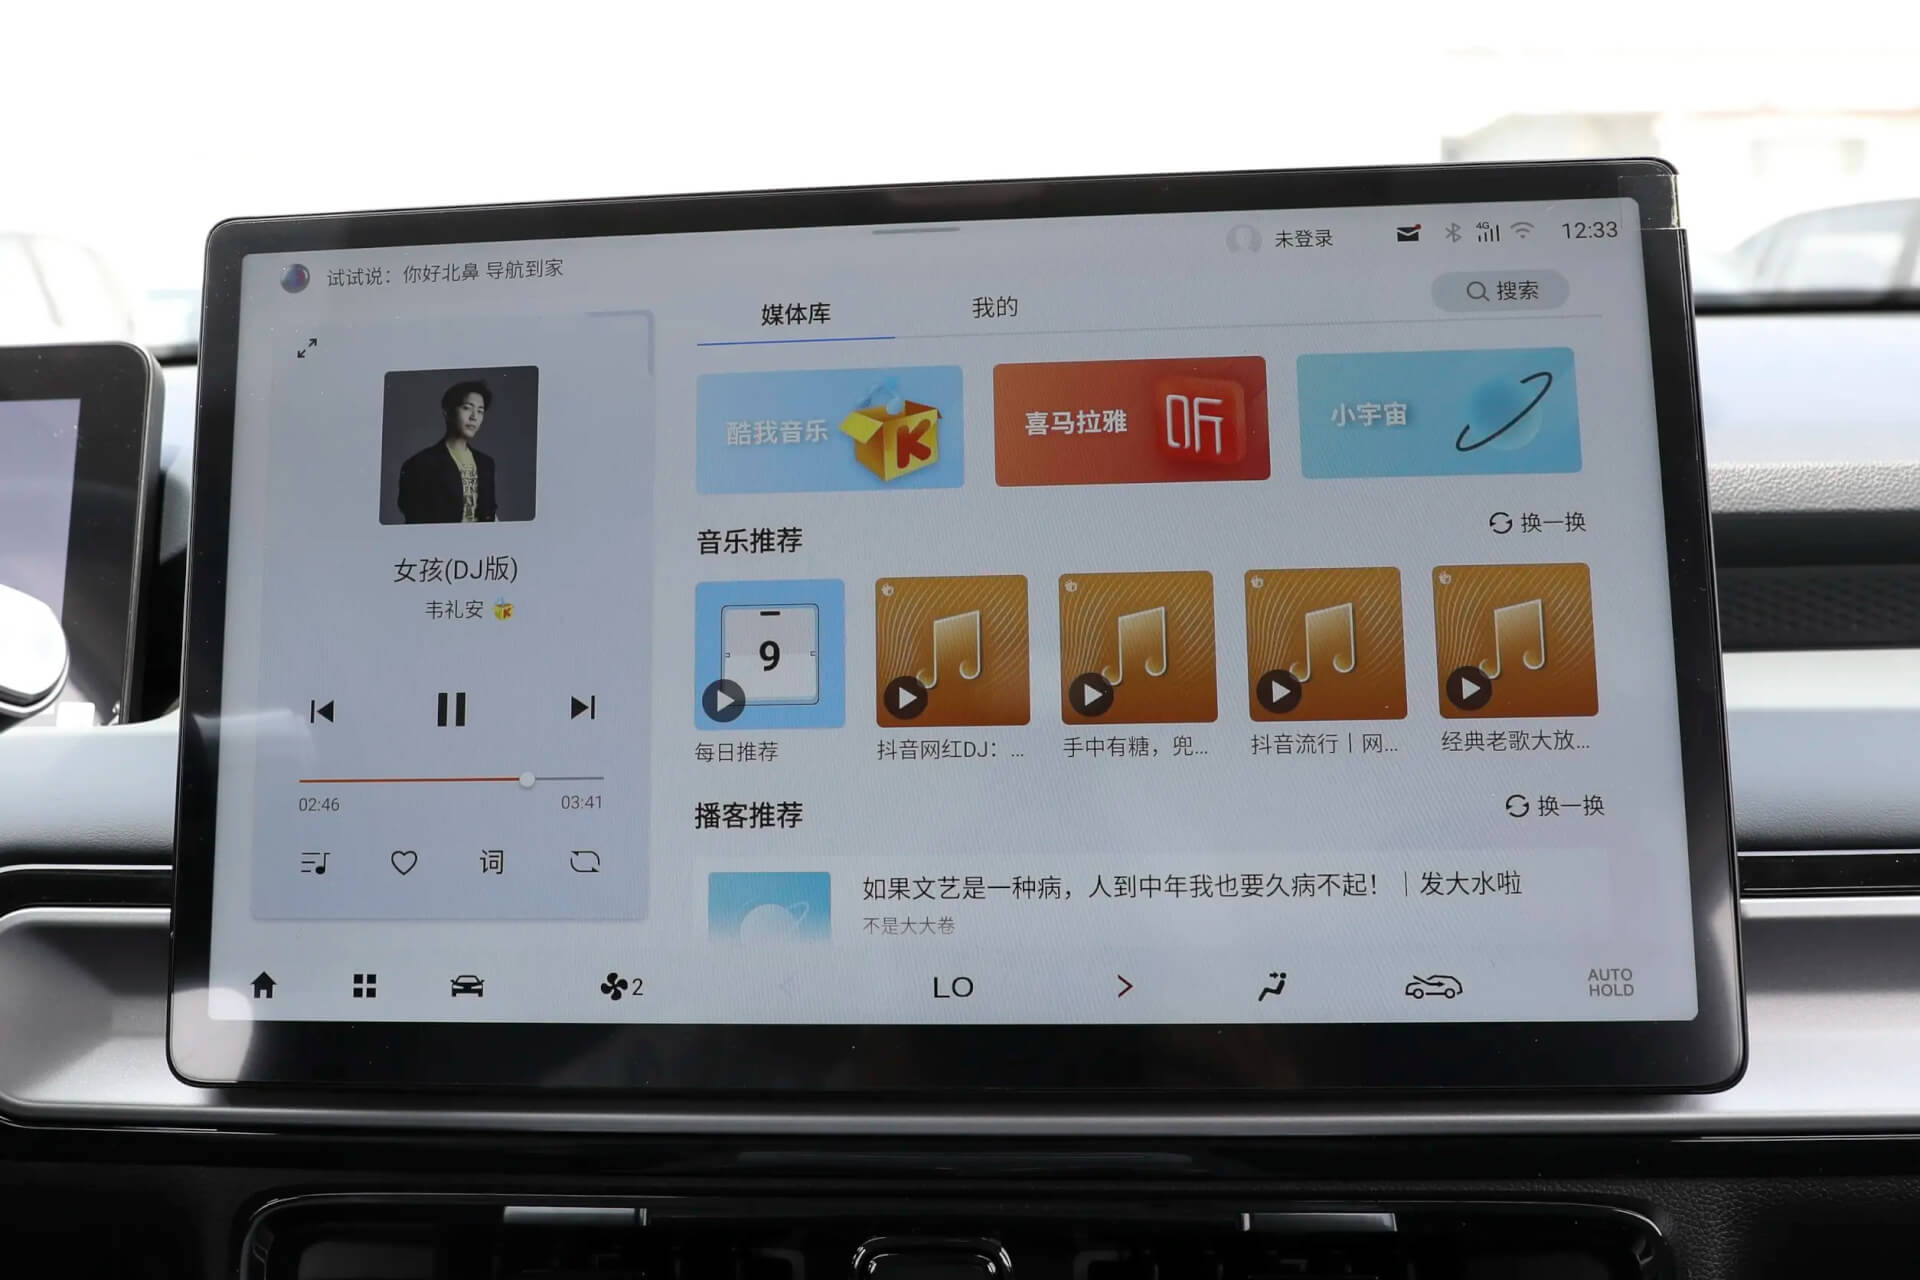 试试说：你好北鼻 导航到家
未登录
4G
12:33
媒体库
我的
搜索
酷我音乐
K
喜马拉雅
听
小宇宙
女孩(DJ版)
韦礼安
02:46
03:41
词
音乐推荐
换一换
9
每日推荐
抖音网红DJ：...
手中有糖，兜...
抖音流行丨网...
经典老歌大放...
播客推荐
换一换
如果文艺是一种病，人到中年我也要久病不起！｜发大水啦
不是大大卷
2
LO
AUTO
HOLD